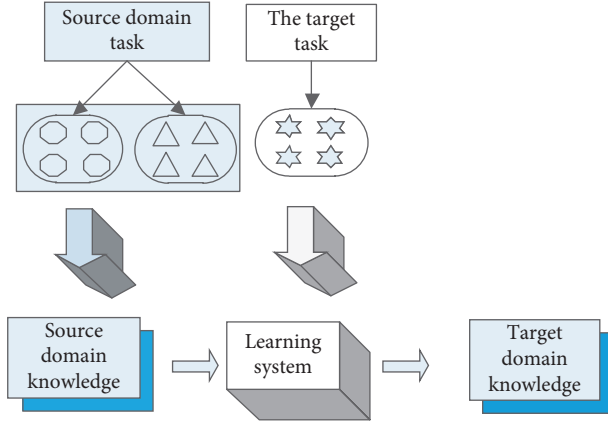 Source domain
task
The target
task
Source
domain
knowledge
Learning
system
Target
domain
knowledge